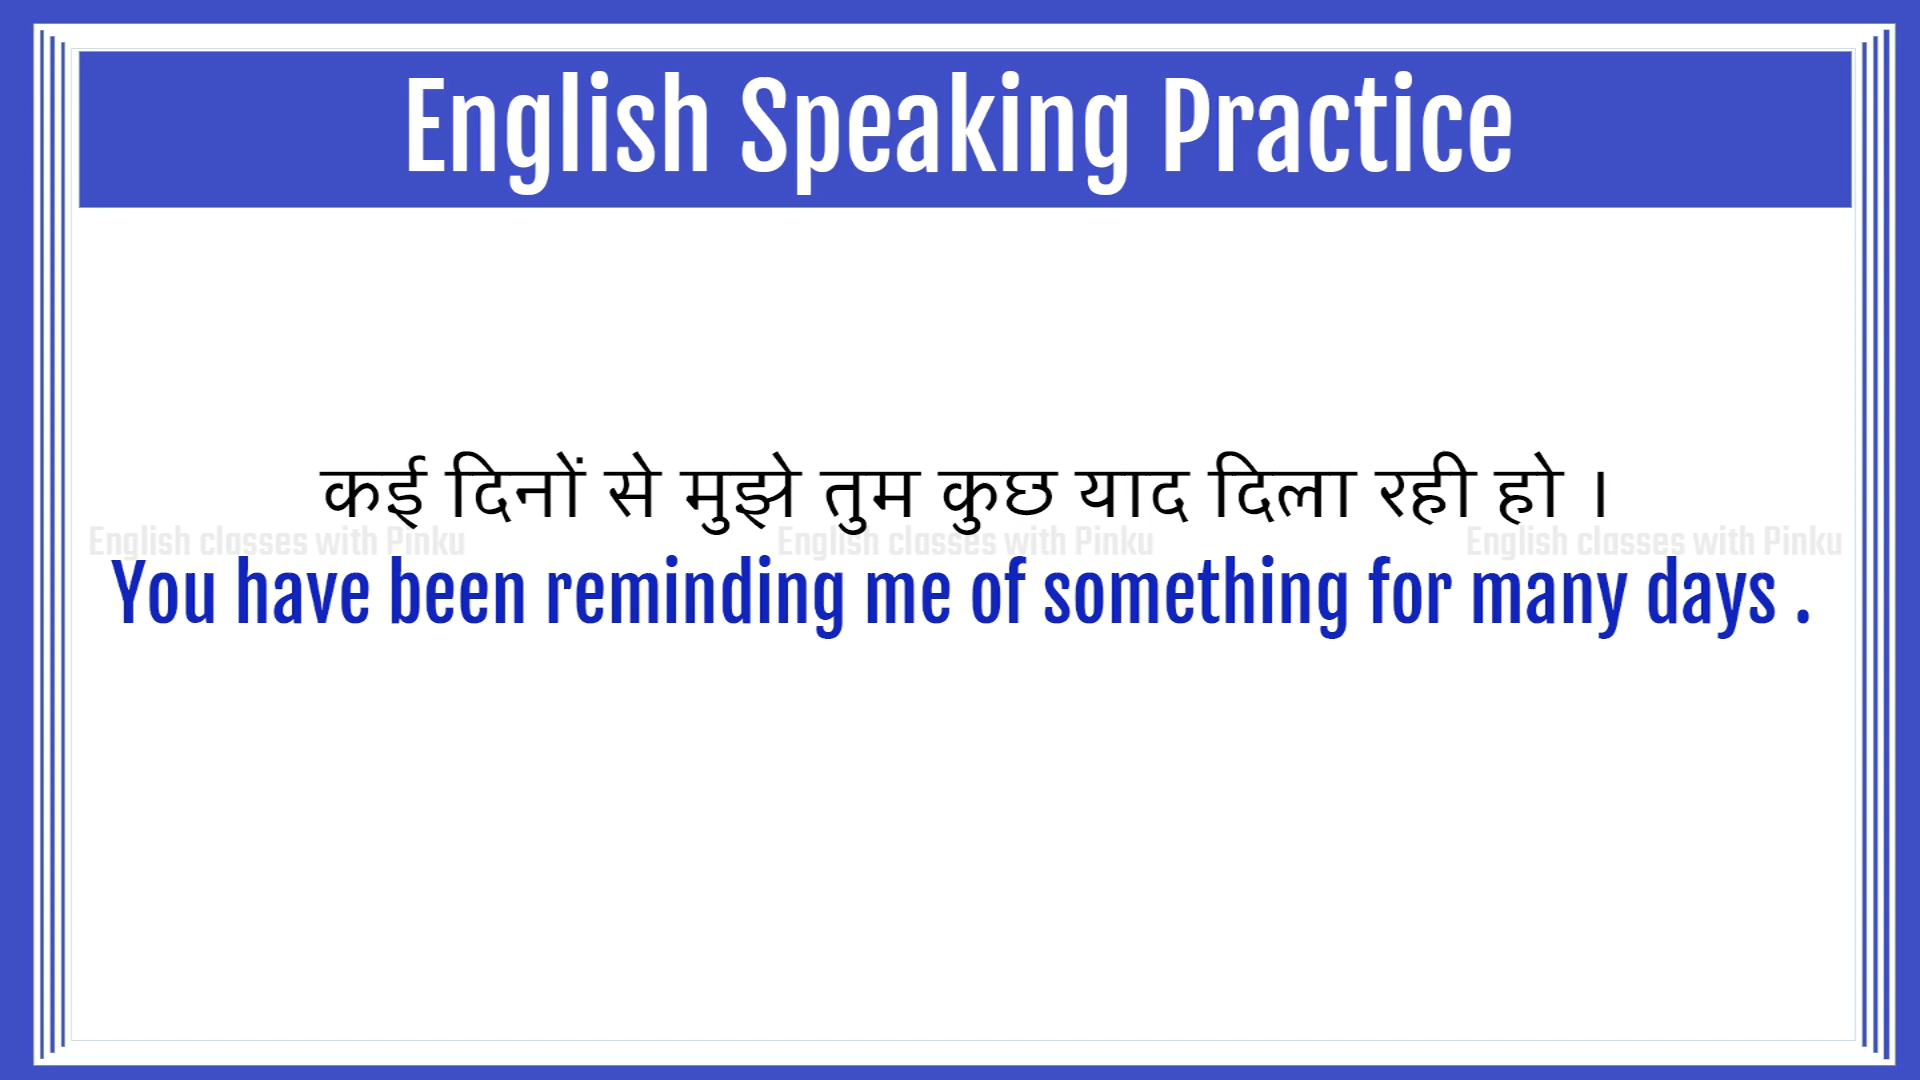 English Speaking Practice
कई दिनों से मुझे तुम कुछ याद दिला रही हो ।
English classes with Pinku English classes with Pinku English classes with Pinku
You have been reminding me of something for many days .